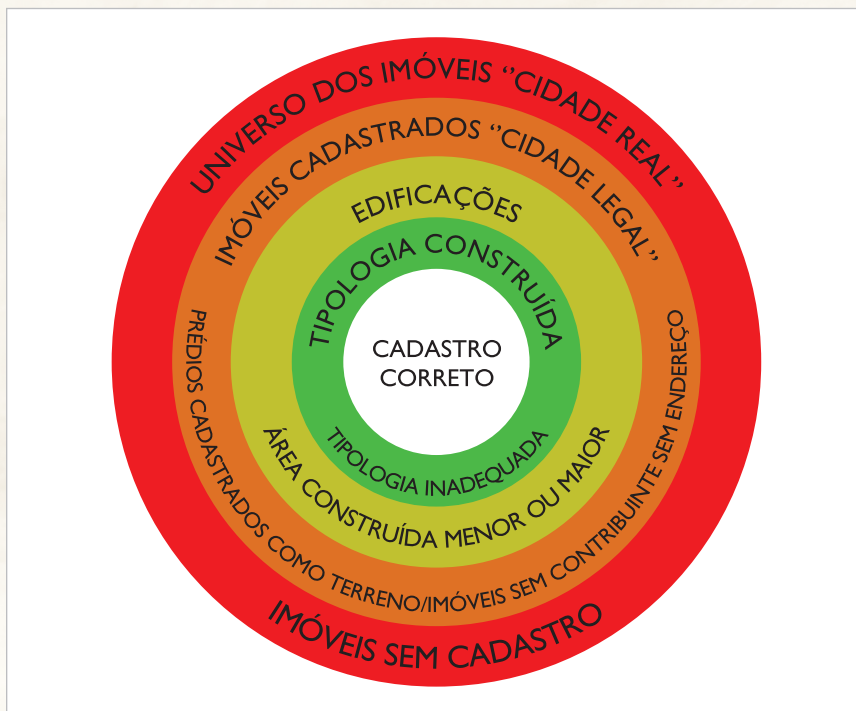 UNIVERSO DOS IMÓVEIS “CIDADE REAL”
IMÓVEIS CADASTRADOS “CIDADE LEGAL”
EDIFICAÇÕES
TIPOLOGIA CONSTRUÍDA
CADASTRO
CORRETO
TIPOLOGIA INADEQUADA
ÁREA CONSTRUÍDA MENOR OU MAIOR
PRÉDIOS CADASTRADOS COMO TERRENO/IMÓVEIS SEM CONTRIBUINTE SEM ENDEREÇO
IMÓVEIS SEM CADASTRO